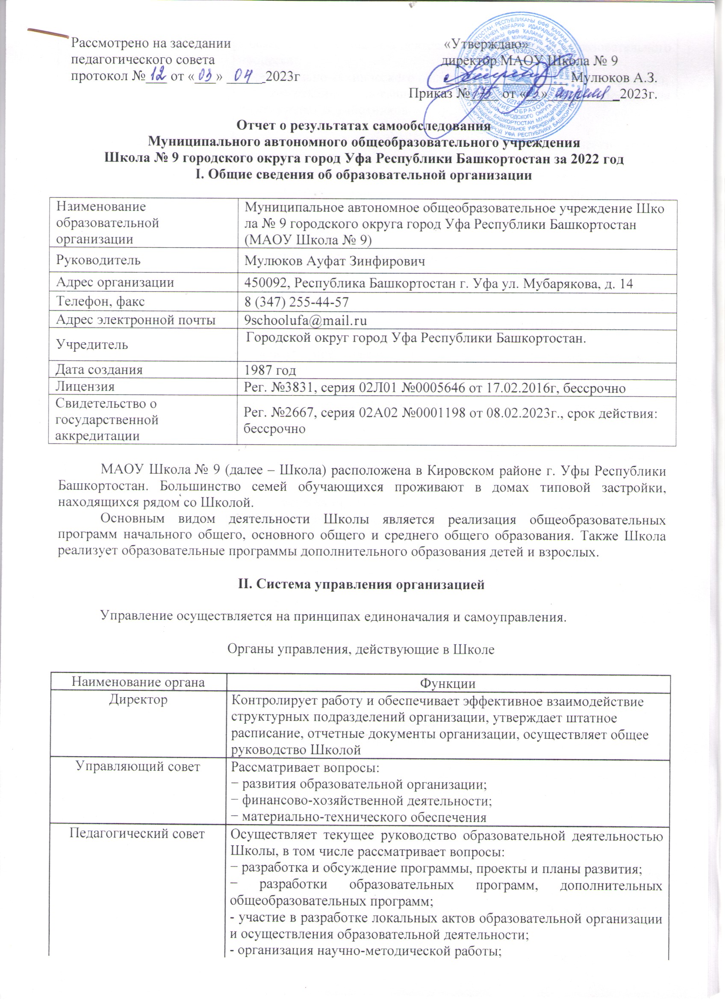 Рассмотрено на заседании
педагогического совета
протокол № 12 от «03» 04 2023г
«Утверждаю»
директор МАОУ Школа № 9
Мулюков А.З.
Приказ № от «03» апреля 2023г.
Отчет о результатах самообследования
Муниципального автономного общеобразовательного учреждения
Школа № 9 городского округа город Уфа Республики Башкортостан за 2022 год
I. Общие сведения об образовательной организации
Наименование
образовательной
организации
Муниципальное автономное общеобразовательное учреждение Шко
ла № 9 городского округа город Уфа Республики Башкортостан
(МАОУ Школа № 9)
Руководитель
Мулюков Ауфат Зинфирович
Адрес организации
450092, Республика Башкортостан г. Уфа ул. Мубарякова, д. 14
Телефон, факс
8 (347) 255-44-57
Адрес электронной почты
9schoolufa@mail.ru
Учредитель
Городской округ город Уфа Республики Башкортостан.
Дата создания
1987 год
Лицензия
Рег. №3831, серия 02Л01 №0005646 от 17.02.2016г, бессрочно
Свидетельство о
государственной
аккредитации
Рег. №2667, серия 02А02 №0001198 от 08.02.2023г., срок действия:
бессрочно
МАОУ Школа № 9 (далее – Школа) расположена в Кировском районе г. Уфы Республики
Башкортостан. Большинство семей обучающихся проживают в домах типовой застройки,
находящихся рядом со Школой.
Основным видом деятельности Школы является реализация общеобразовательных
программ начального общего, основного общего и среднего общего образования. Также Школа
реализует образовательные программы дополнительного образования детей и взрослых.
II. Система управления организацией
Управление осуществляется на принципах единоначалия и самоуправления.
Органы управления, действующие в Школе
Наименование органа
Функции
Директор
Контролирует работу и обеспечивает эффективное взаимодействие
структурных подразделений организации, утверждает штатное
расписание, отчетные документы организации, осуществляет общее
руководство Школой
Управляющий совет
Рассматривает вопросы:
− развития образовательной организации;
− финансово-хозяйственной деятельности;
− материально-технического обеспечения
Педагогический совет
Осуществляет текущее руководство образовательной деятельностью
Школы, в том числе рассматривает вопросы:
− разработка и обсуждение программы, проекты и планы развития;
− разработки образовательных программ, дополнительных
общеобразовательных программ;
- участие в разработке локальных актов образовательной организации
и осуществления образовательной деятельности;
- организация научно-методической работы;